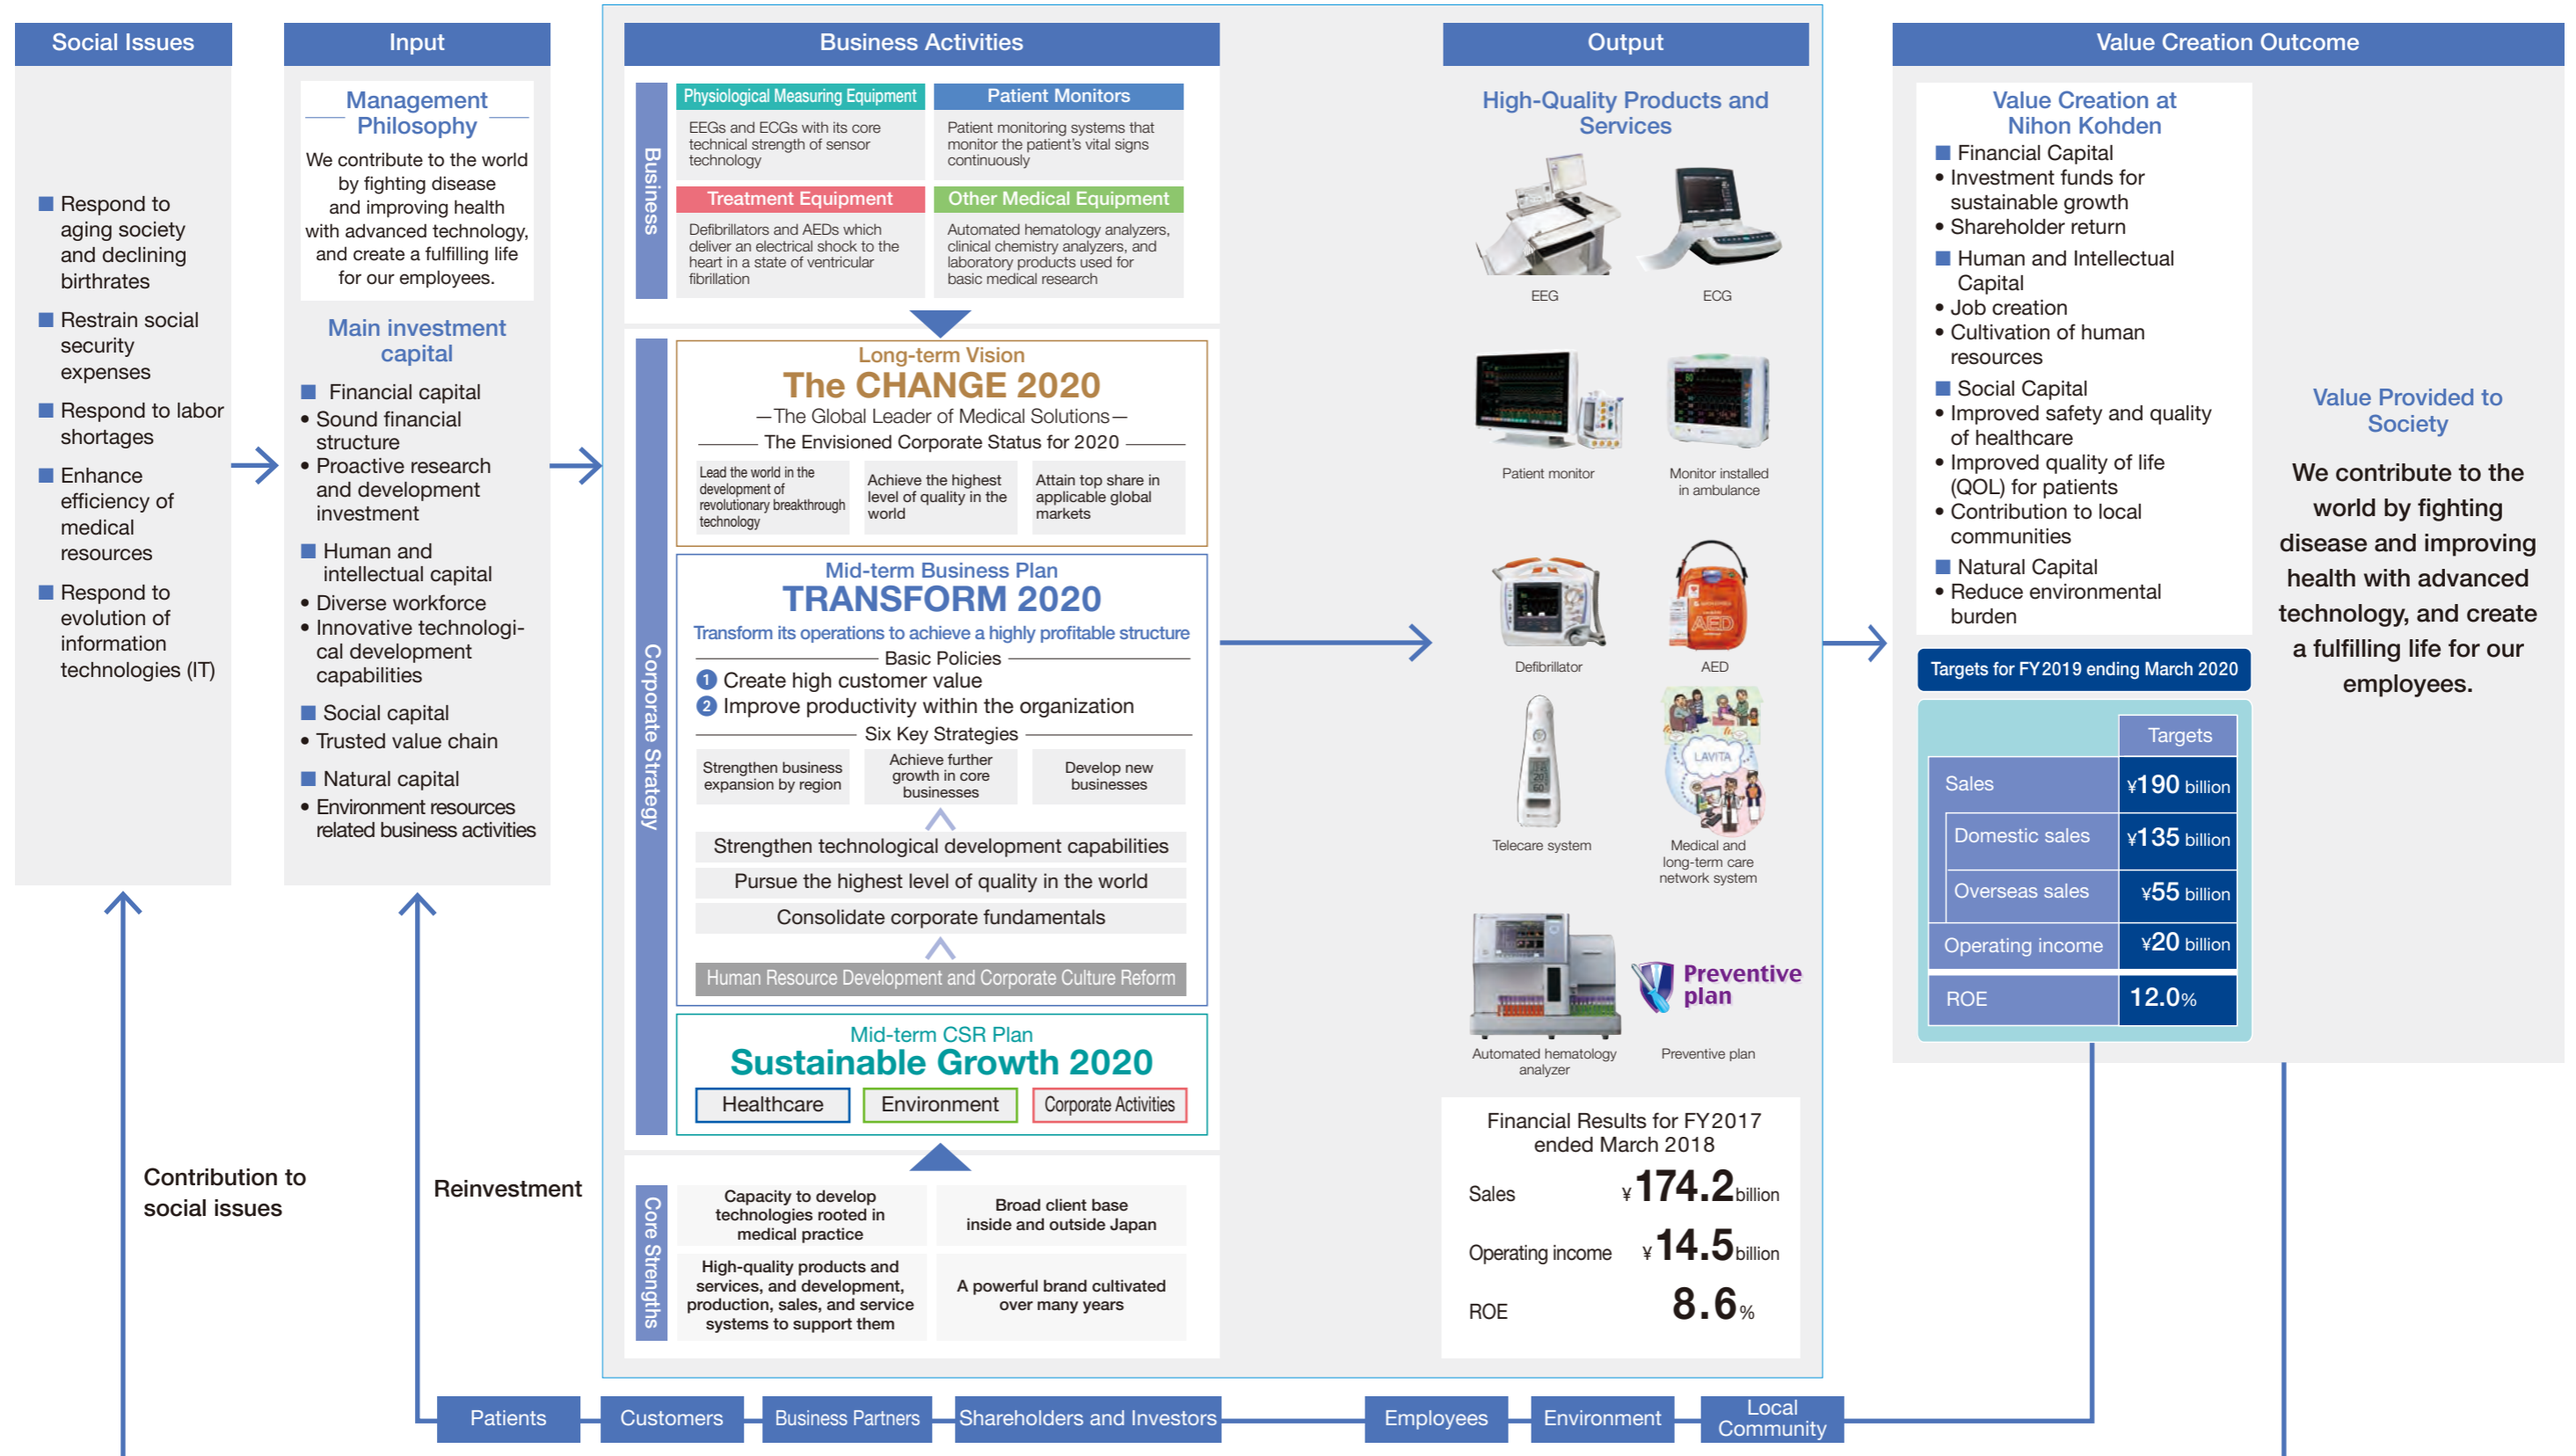 Social Issues
■ Respond to
aging society
and declining
birthrates
■ Restrain social
security
expenses
■ Respond to labor
shortages
■ Enhance
efficiency of
medical
resources
■ Respond to
evolution of
information
technologies (IT)
Input
Management
Philosophy
We contribute to the world
by fighting disease
and improving health
with advanced technology,
and create a fulfilling life
for our employees.
Main investment
capital
■ Financial capital
• Sound financial
structure
• Proactive research
and development
investment
■ Human and
intellectual capital
• Diverse workforce
• Innovative technologi-
cal development
capabilities
■ Social capital
• Trusted value chain
■ Natural capital
• Environment resources
related business activities
Business Activities
Business
Physiological Measuring Equipment
EEGs and ECGs with its core
technical strength of sensor
technology
Patient Monitors
Patient monitoring systems that
monitor the patient's vital signs
continuously
Treatment Equipment
Defibrillators and AEDs which
deliver an electrical shock to the
heart in a state of ventricular
fibrillation
Other Medical Equipment
Automated hematology analyzers,
clinical chemistry analyzers, and
laboratory products used for
basic medical research
Corporate Strategy
Long-term Vision
The CHANGE 2020
—The Global Leader of Medical Solutions—
The Envisioned Corporate Status for 2020
Lead the world in the
development of
revolutionary breakthrough
technology
Achieve the highest
level of quality in the
world
Attain top share in
applicable global
markets
Mid-term Business Plan
TRANSFORM 2020
Transform its operations to achieve a highly profitable structure
Basic Policies
1 Create high customer value
2 Improve productivity within the organization
Six Key Strategies
Strengthen business
expansion by region
Achieve further
growth in core
businesses
Develop new
businesses
Strengthen technological development capabilities
Pursue the highest level of quality in the world
Consolidate corporate fundamentals
Human Resource Development and Corporate Culture Reform
Mid-term CSR Plan
Sustainable Growth 2020
Healthcare
Environment
Corporate Activities
Core Strengths
Capacity to develop
technologies rooted in
medical practice
Broad client base
inside and outside Japan
High-quality products and
services, and development,
production, sales, and service
systems to support them
A powerful brand cultivated
over many years
Output
High-Quality Products and
Services
EEG
ECG
Patient monitor
Monitor installed
in ambulance
Defibrillator
AED
AED
Telecare system
LAVITA
Medical and
long-term care
network system
Automated hematology
analyzer
Preventive
plan
Preventive plan
Financial Results for FY2017
ended March 2018
Sales ¥174.2 billion
Operating income ¥14.5 billion
ROE 8.6%
Value Creation Outcome
Value Creation at
Nihon Kohden
■ Financial Capital
• Investment funds for
sustainable growth
• Shareholder return
■ Human and Intellectual
Capital
• Job creation
• Cultivation of human
resources
■ Social Capital
• Improved safety and quality
of healthcare
• Improved quality of life
(QOL) for patients
• Contribution to local
communities
■ Natural Capital
• Reduce environmental
burden
Targets for FY2019 ending March 2020
Targets
Sales ¥190 billion
Domestic sales ¥135 billion
Overseas sales ¥55 billion
Operating income ¥20 billion
ROE 12.0%
Value Provided to
Society
We contribute to the
world by fighting
disease and improving
health with advanced
technology, and create
a fulfilling life for our
employees.
Contribution to
social issues
Reinvestment
Patients
Customers
Business Partners
Shareholders and Investors
Employees
Environment
Local
Community